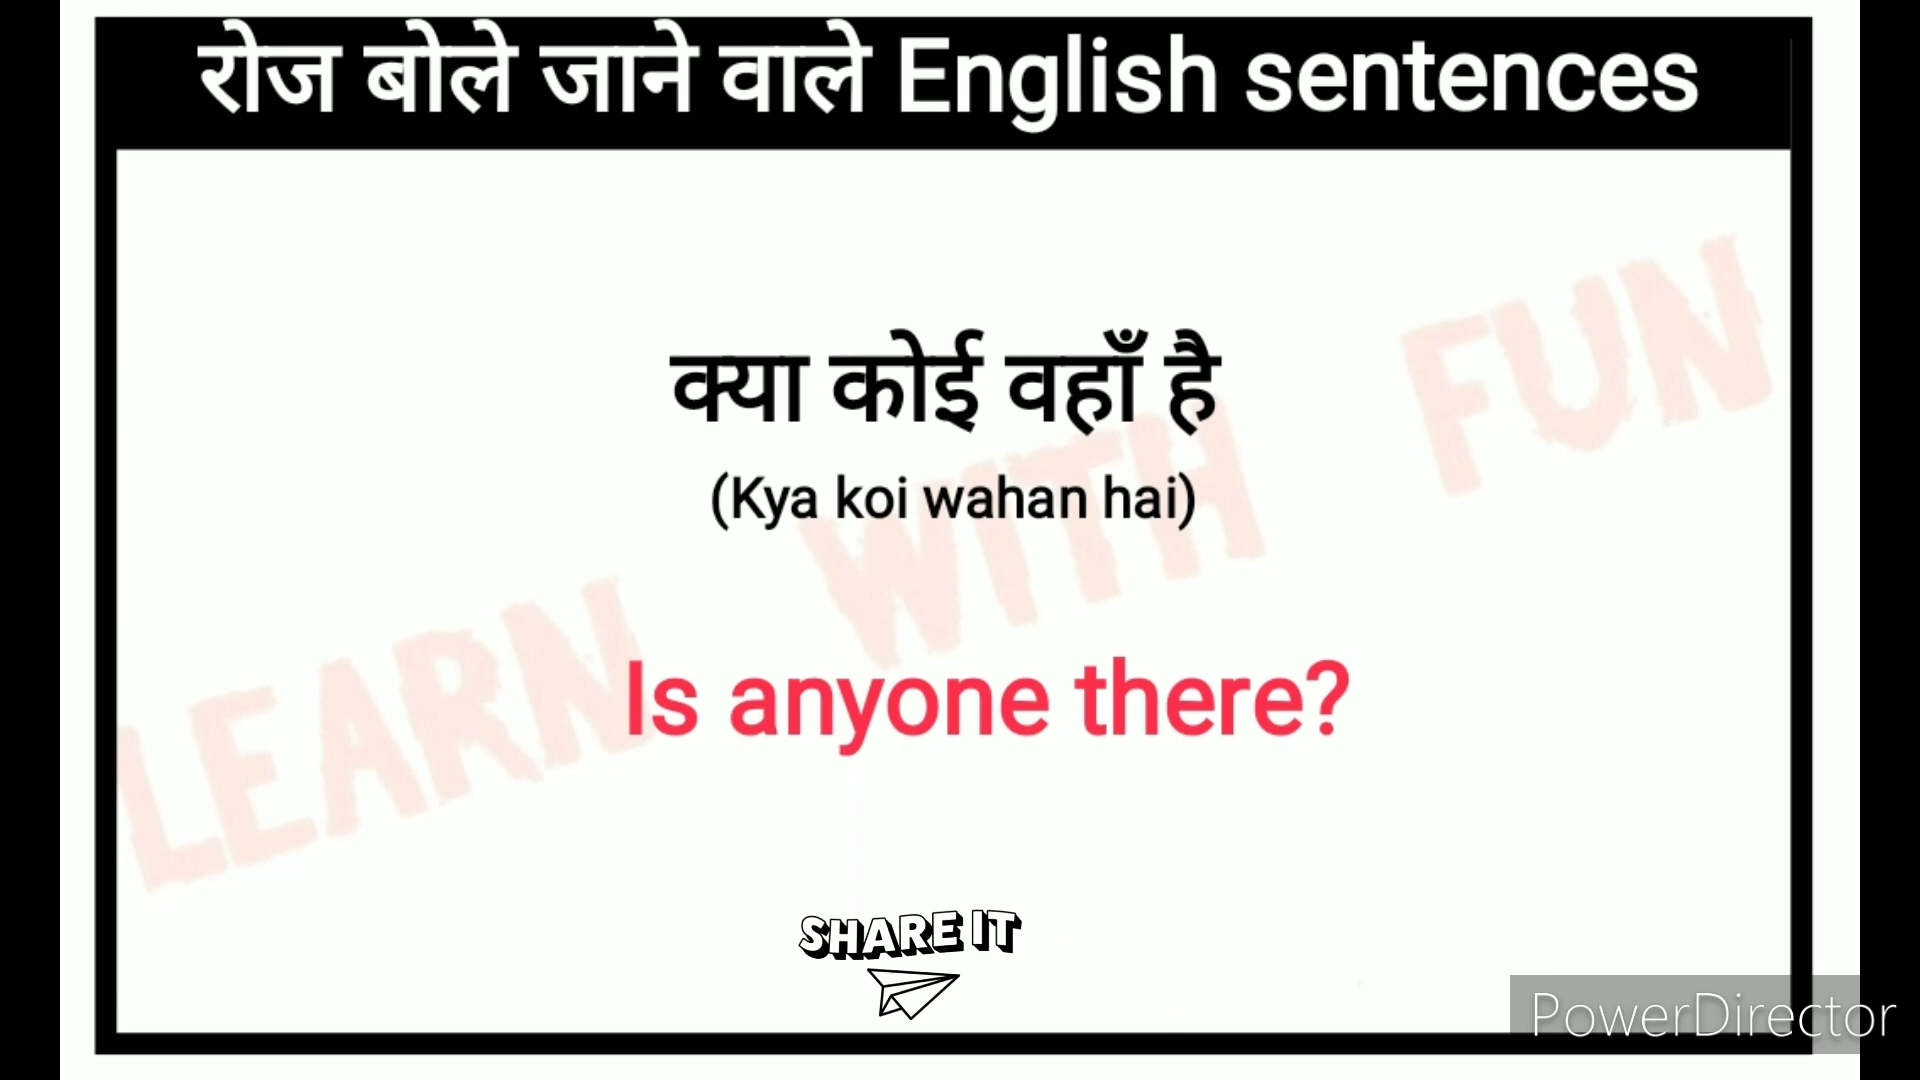 रोज बोले जाने वाले English sentences
क्या कोई वहाँ है
(Kya koi wahan hai)
LEARN WITH FUN
Is anyone there?
SHARE IT
PowerDirector